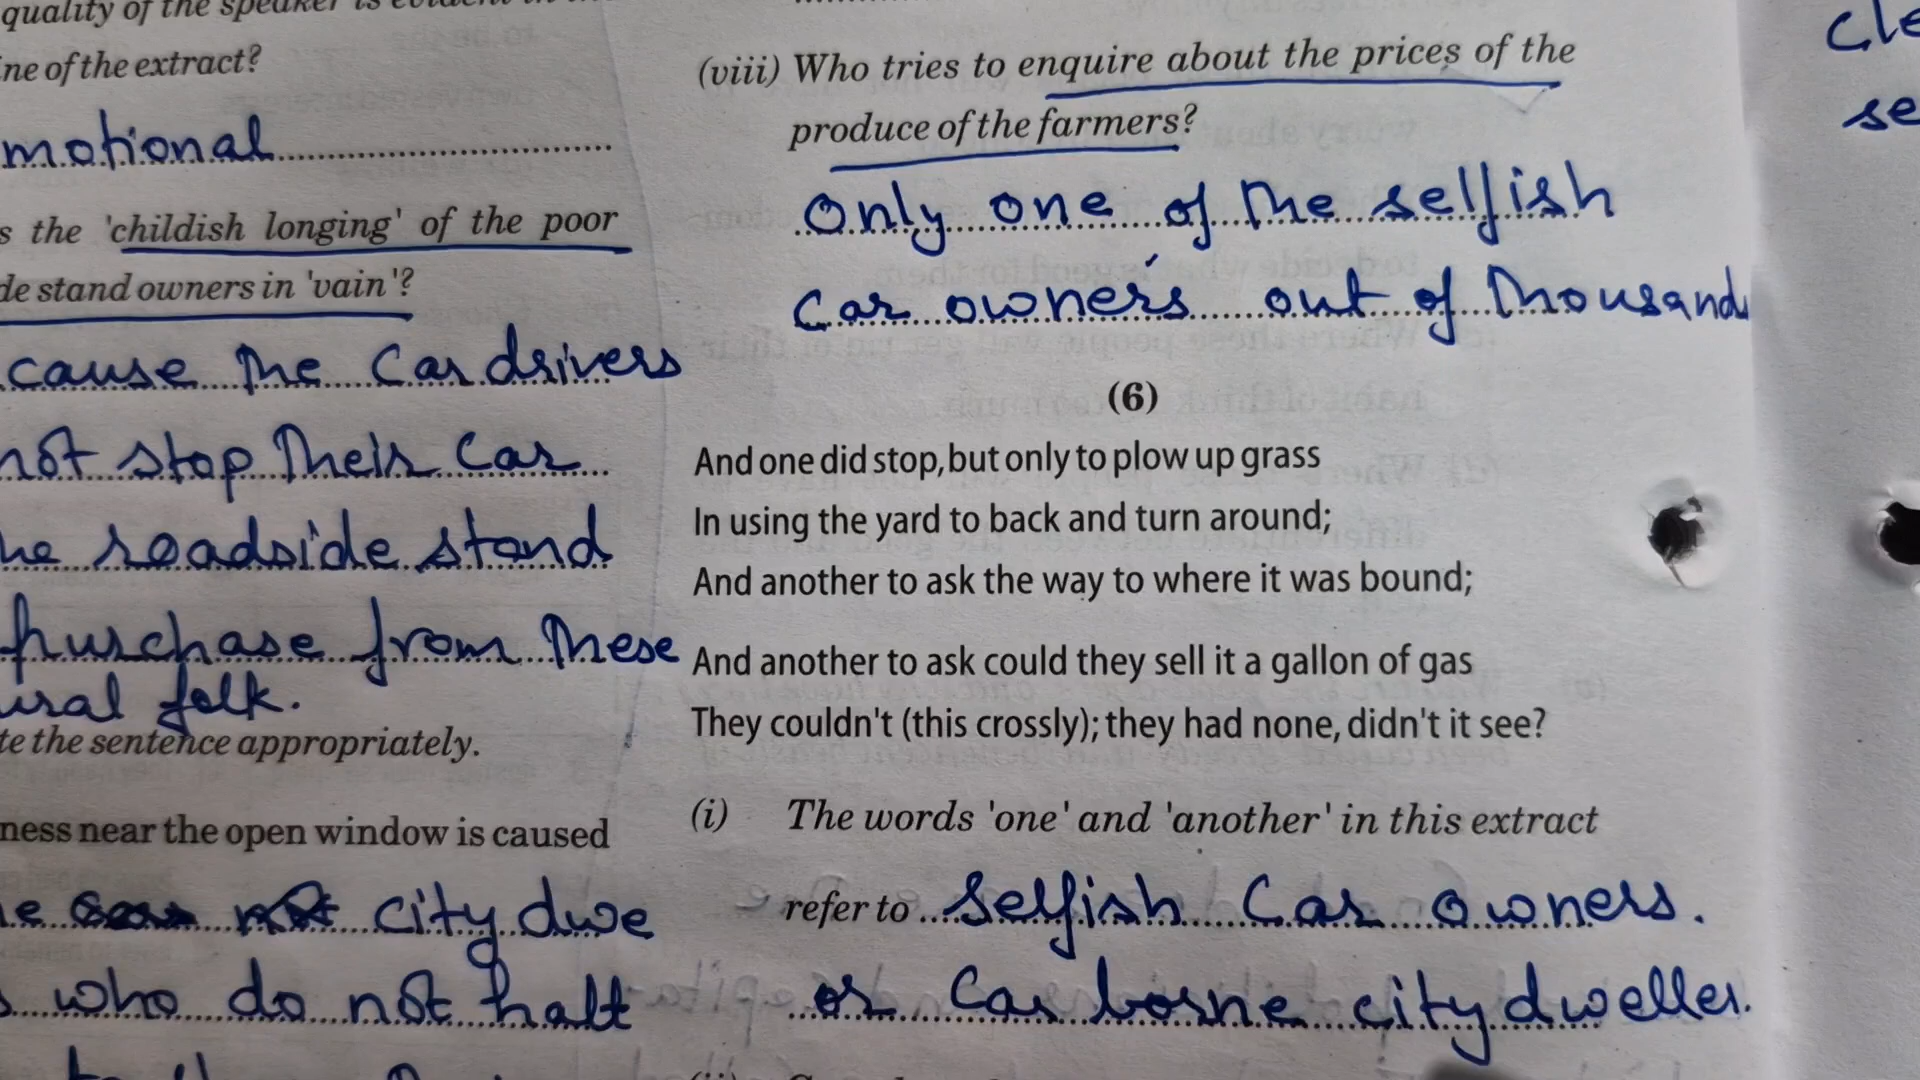 quality of the speaker is evident in the
ne of the extract?
motional
s the 'childish longing' of the poor
de stand owners in 'vain'?
cause the Car drivers
not stop their Car
he roadside stand
purchase from these
ural folk.
te the sentence appropriately.
ness near the open window is caused
city dwe
who do not halt
(viii) Who tries to enquire about the prices of the
produce of the farmers?
Only one of the selfish
car owner's out of thousand
(6)
And one did stop, but only to plow up grass
In using the yard to back and turn around;
And another to ask the way to where it was bound;
And another to ask could they sell it a gallon of gas
They couldn't (this crossly); they had none, didn't it see?
(i) The words 'one' and 'another' in this extract
refer to selfish Car owners.
or Car borne city dweller.
cle
se